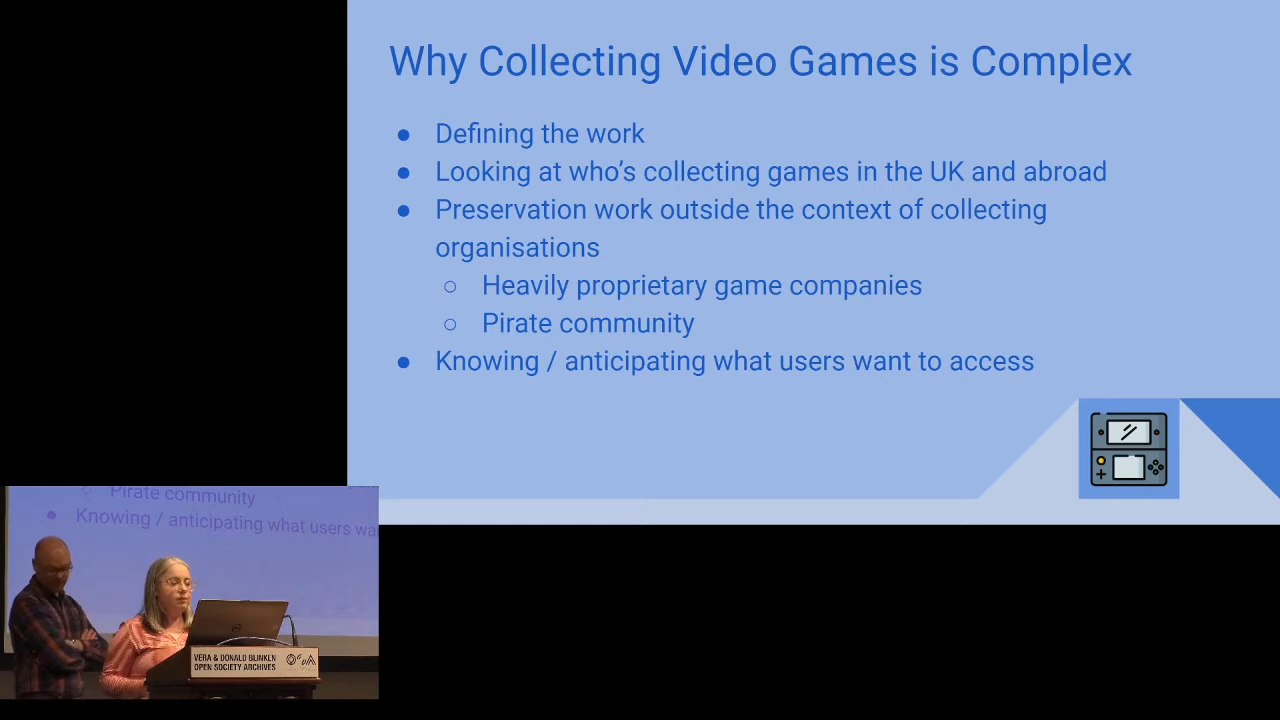 Why Collecting Video Games is Complex
● Defining the work
● Looking at who's collecting games in the UK and abroad
● Preservation work outside the context of collecting
organisations
○ Heavily proprietary game companies
○ Pirate community
● Knowing / anticipating what users want to access
○ Pirate community
● Knowing / anticipating what users wa
VERA & DONALD BLINKEN
OPEN SOCIETY ARCHIVES